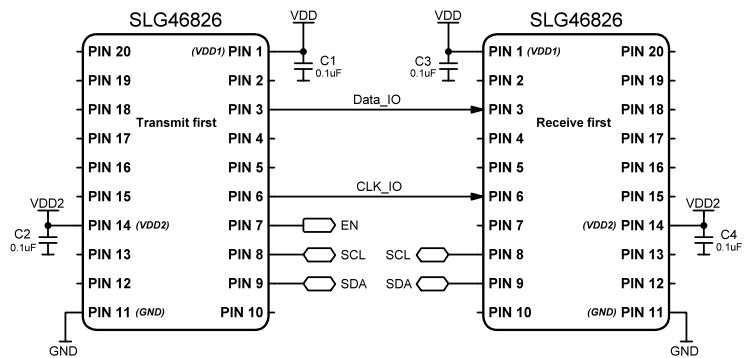 SLG46826
SLG46826
VDD
VDD
PIN 20
(VDD1) PIN 1
C1
0.1uF
C3
0.1uF
PIN 1 (VDD1)
PIN 20
PIN 19
PIN 2
PIN 2
PIN 19
PIN 18
PIN 3
Data_IO
PIN 3
PIN 18
Transmit first
Receive first
PIN 17
PIN 4
PIN 4
PIN 17
PIN 16
PIN 5
PIN 5
PIN 16
PIN 15
PIN 6
CLK_IO
PIN 6
PIN 15
VDD2
VDD2
PIN 14 (VDD2)
PIN 7
EN
PIN 7
(VDD2) PIN 14
C2
0.1uF
C4
0.1uF
PIN 13
PIN 8
SCL
SCL
PIN 8
PIN 13
PIN 12
PIN 9
SDA
SDA
PIN 9
PIN 12
PIN 11 (GND)
PIN 10
PIN 10
(GND) PIN 11
GND
GND